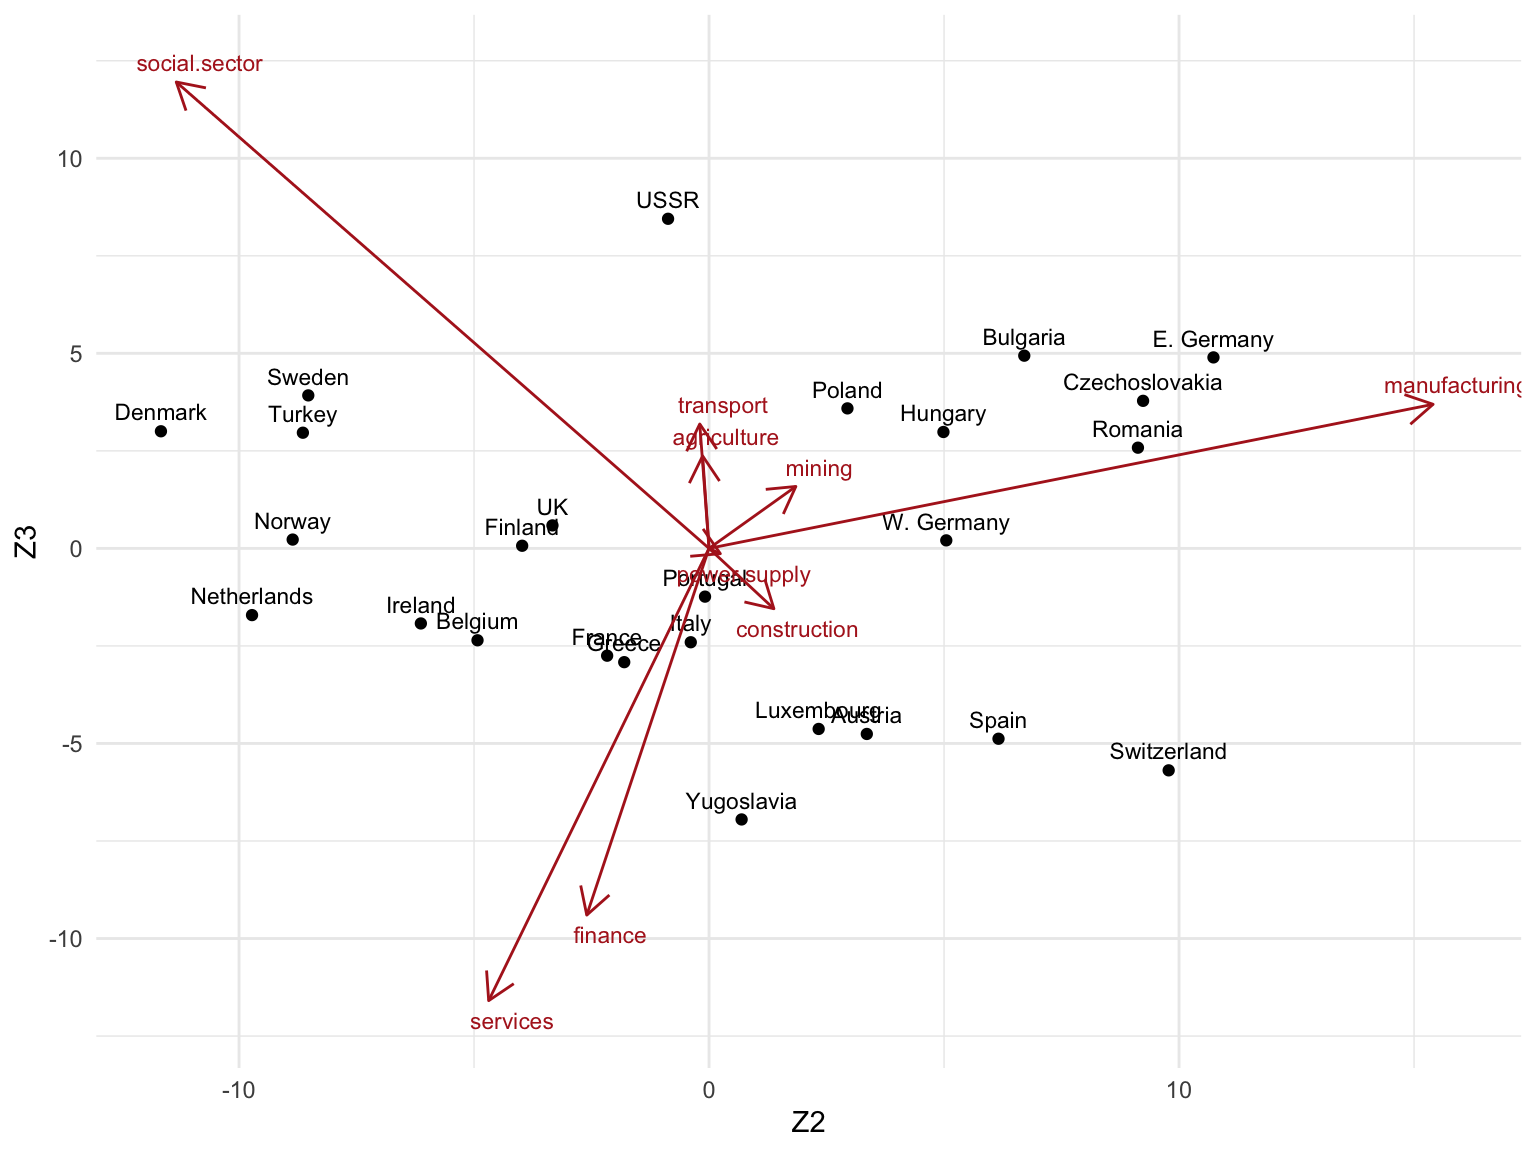 social.sector
10
USSR
5
Bulgaria
E. Germany
Sweden
Czechoslovakia
manufacturing
Poland
transport
Denmark
Turkey
Hungary
Romania
agriculture
mining
UK
Norway
Finland
W. Germany
Z3
0
power.supply
Portugal
Netherlands
Ireland
Belgium
Italy
construction
France
Greece
Luxembourg
Austria
Spain
-5
Switzerland
Yugoslavia
finance
-10
services
-10
0
10
Z2